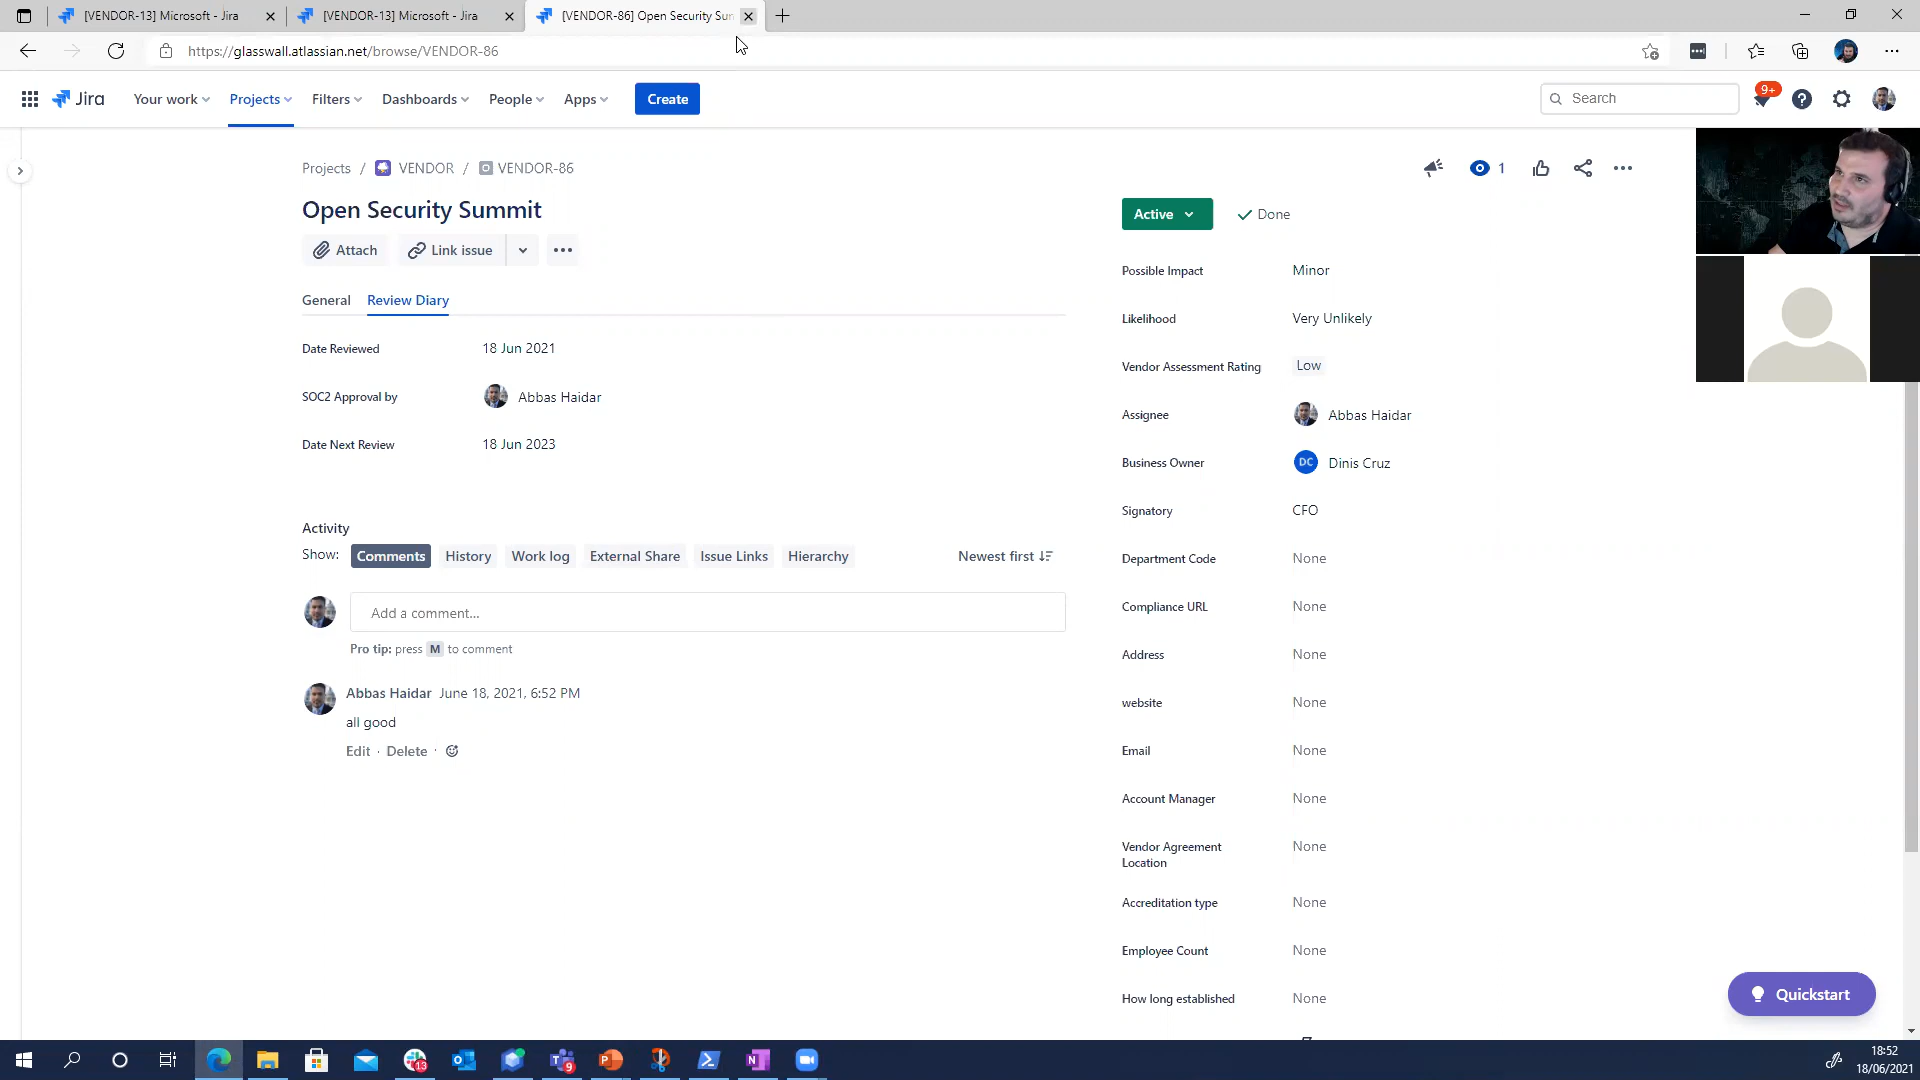 [VENDOR-13] Microsoft - Jira
[VENDOR-13] Microsoft - Jira
[VENDOR-86] Open Security Sun
https://glasswall.atlassian.net/browse/VENDOR-86
Jira
Your work
Projects
Filters
Dashboards
People
Apps
Create
Search
9+
Projects / VENDOR / VENDOR-86
1
Open Security Summit
Active
Done
Attach
Link issue
General
Review Diary
Date Reviewed 18 Jun 2021
SOC2 Approval by Abbas Haidar
Date Next Review 18 Jun 2023
Activity
Show: Comments History Work log External Share Issue Links Hierarchy Newest first
Add a comment...
Pro tip: press M to comment
Abbas Haidar June 18, 2021, 6:52 PM
all good
Edit · Delete ·
Possible Impact Minor
Likelihood Very Unlikely
Vendor Assessment Rating Low
Assignee Abbas Haidar
Business Owner DC Dinis Cruz
Signatory CFO
Department Code None
Compliance URL None
Address None
website None
Email None
Account Manager None
Vendor Agreement None
Location
Accreditation type None
Employee Count None
How long established None
Quickstart
13
9
18:52
18/06/2021